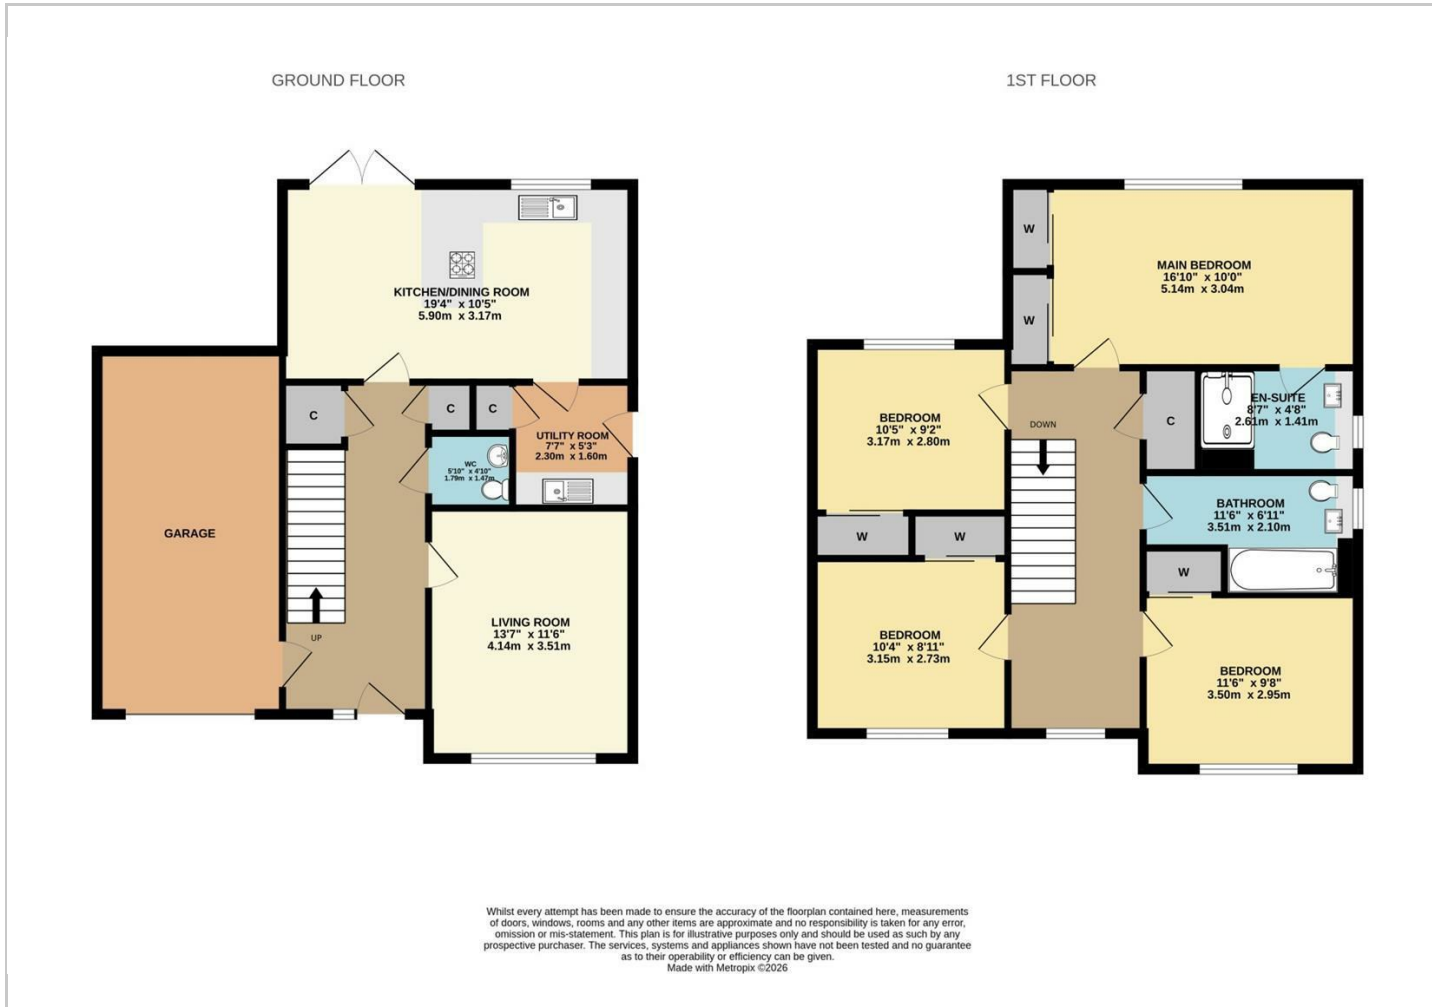 GROUND FLOOR
KITCHEN/DINING ROOM
19'4" x 10'5"
5.90m x 3.17m
C
C
C
UTILITY ROOM
7'7" x 5'3"
2.30m x 1.60m
WC
5'10" x 4'10"
1.79m x 1.47m
GARAGE
UP
LIVING ROOM
13'7" x 11'6"
4.14m x 3.51m
1ST FLOOR
W
W
MAIN BEDROOM
16'10" x 10'0"
5.14m x 3.04m
BEDROOM
10'5" x 9'2"
3.17m x 2.80m
DOWN
C
EN-SUITE
8'7" x 4'8"
2.61m x 1.41m
BATHROOM
11'6" x 6'11"
3.51m x 2.10m
W
W
W
BEDROOM
10'4" x 8'11"
3.15m x 2.73m
BEDROOM
11'6" x 9'8"
3.50m x 2.95m
Whilst every attempt has been made to ensure the accuracy of the floorplan contained here, measurements
of doors, windows, rooms and any other items are approximate and no responsibility is taken for any error,
omission or mis-statement. This plan is for illustrative purposes only and should be used as such by any
prospective purchaser. The services, systems and appliances shown have not been tested and no guarantee
as to their operability or efficiency can be given.
Made with Metropix ©2026